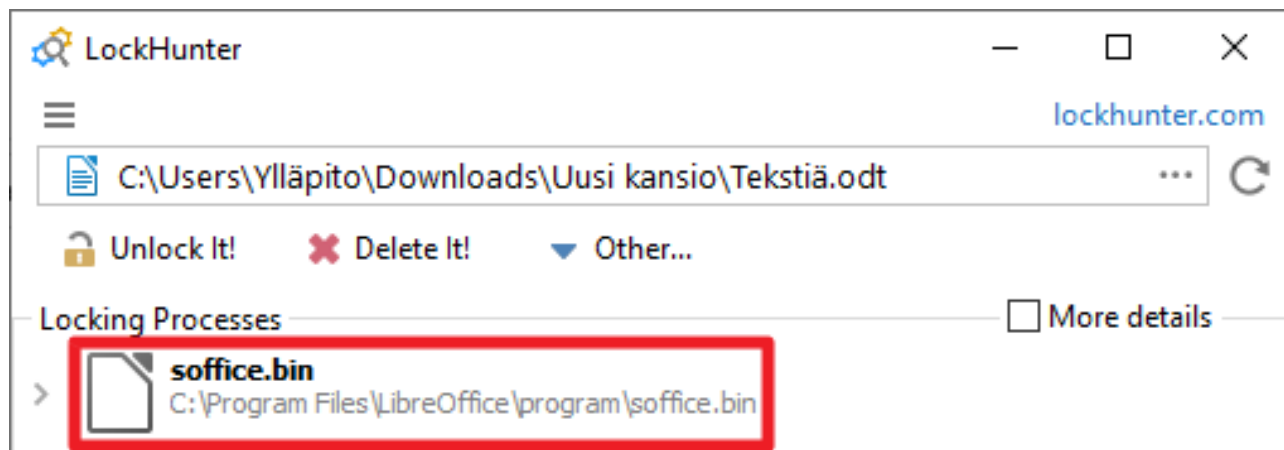 LockHunter
lockhunter.com
C:\Users\Ylläpito\Downloads\Uusi kansio\Tekstiä.odt ...
Unlock It! Delete It! Other...
Locking Processes More details
soffice.bin
C:\Program Files\LibreOffice\program\soffice.bin